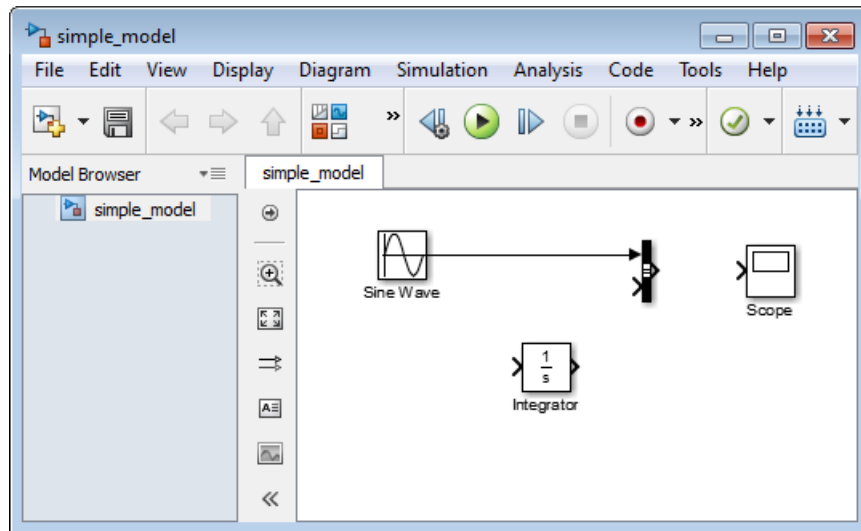 simple_model
File Edit View Display Diagram Simulation Analysis Code Tools Help
Model Browser
simple_model
simple_model
Sine Wave
Scope
1
s
Integrator